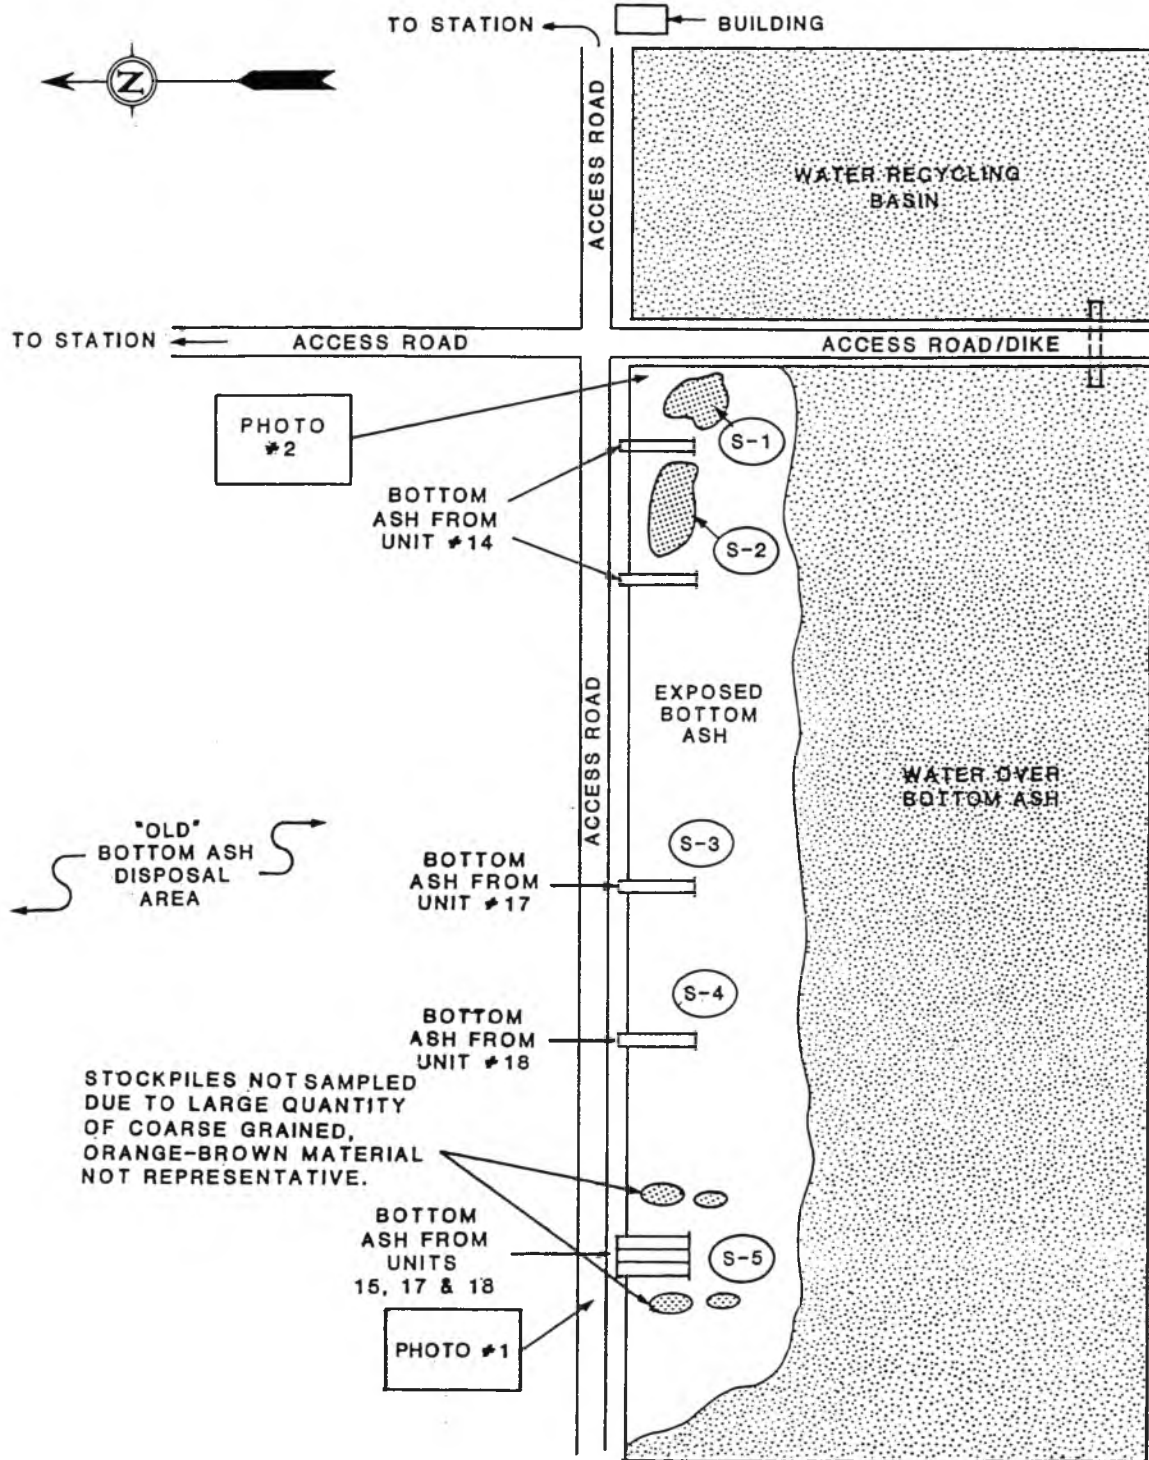 TO STATION
BUILDING
N
ACCESS ROAD
WATER RECYCLING
BASIN
TO STATION
ACCESS ROAD
ACCESS ROAD/DIKE
PHOTO
#2
S-1
BOTTOM
ASH FROM
UNIT #14
S-2
ACCESS ROAD
EXPOSED
BOTTOM
ASH
WATER OVER
BOTTOM ASH
"OLD"
BOTTOM ASH
DISPOSAL
AREA
S-3
BOTTOM
ASH FROM
UNIT #17
S-4
BOTTOM
ASH FROM
UNIT #18
STOCKPILES NOT SAMPLED
DUE TO LARGE QUANTITY
OF COARSE GRAINED,
ORANGE-BROWN MATERIAL
NOT REPRESENTATIVE.
BOTTOM
ASH FROM
UNITS
15, 17 & 18
S-5
PHOTO #1